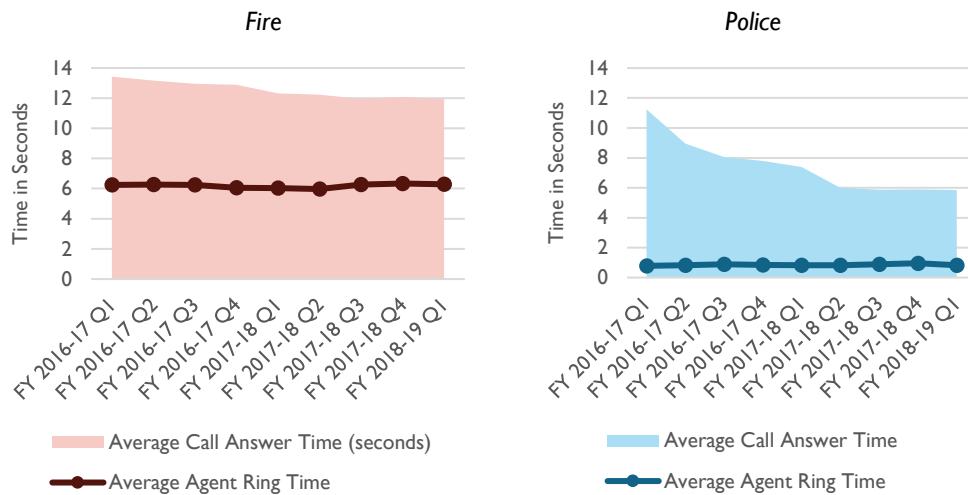 Fire
14
12
10
8
6
4
2
0
Time in Seconds
FY 2016-17 Q1
FY 2016-17 Q2
FY 2016-17 Q3
FY 2016-17 Q4
FY 2017-18 Q1
FY 2017-18 Q2
FY 2017-18 Q3
FY 2017-18 Q4
FY 2018-19 Q1
Average Call Answer Time (seconds)
Average Agent Ring Time
Police
14
12
10
8
6
4
2
0
Time in Seconds
FY 2016-17 Q1
FY 2016-17 Q2
FY 2016-17 Q3
FY 2016-17 Q4
FY 2017-18 Q1
FY 2017-18 Q2
FY 2017-18 Q3
FY 2017-18 Q4
FY 2018-19 Q1
Average Call Answer Time
Average Agent Ring Time